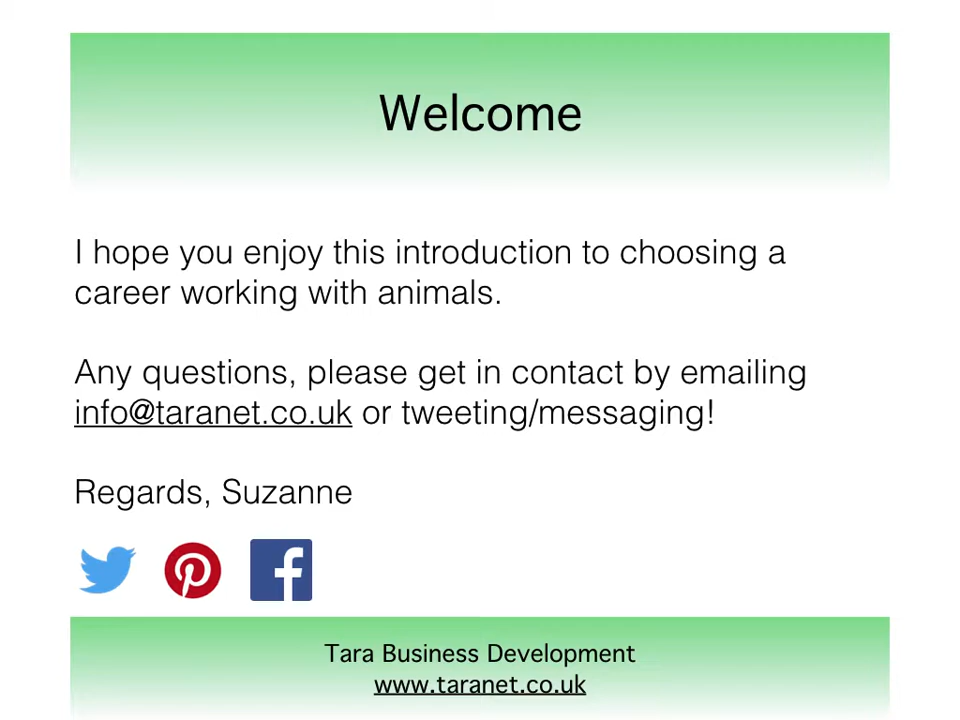 Welcome
I hope you enjoy this introduction to choosing a
career working with animals.
Any questions, please get in contact by emailing
info@taranet.co.uk or tweeting/messaging!
Regards, Suzanne
Tara Business Development
www.taranet.co.uk